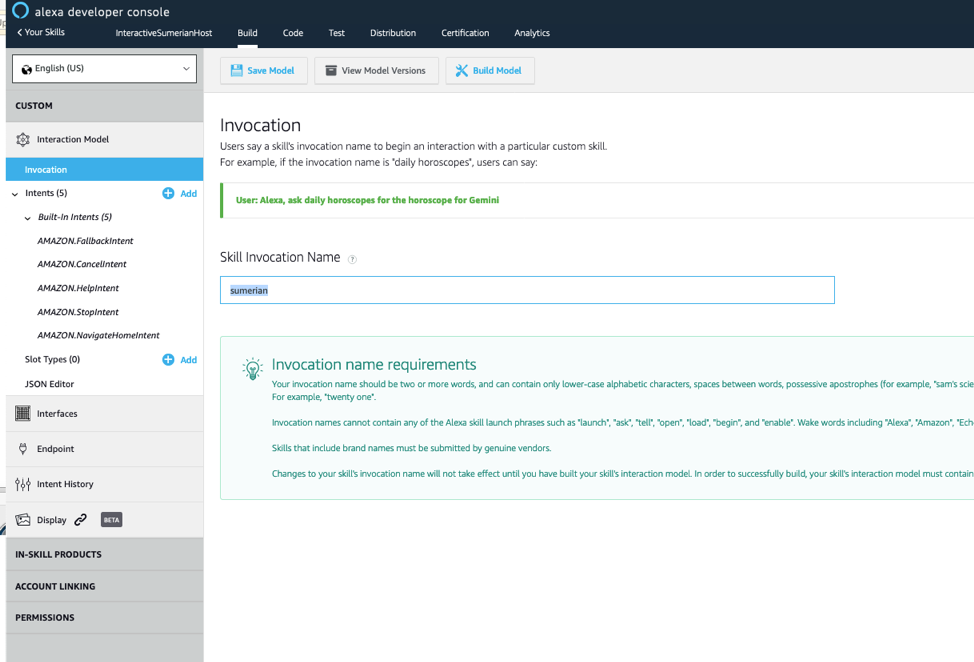 alexa developer console
Your Skills InteractiveSumerianHost Build Code Test Distribution Certification Analytics
English (US)
Save Model View Model Versions Build Model
CUSTOM
Interaction Model
Invocation
Intents (5) Add
Built-In Intents (5)
AMAZON.FallbackIntent
AMAZON.CancelIntent
AMAZON.HelpIntent
AMAZON.StopIntent
AMAZON.NavigateHomeIntent
Slot Types (0) Add
JSON Editor
Interfaces
Endpoint
Intent History
Display BETA
IN-SKILL PRODUCTS
ACCOUNT LINKING
PERMISSIONS
Invocation
Users say a skill's invocation name to begin an interaction with a particular custom skill.
For example, if the invocation name is "daily horoscopes", users can say:
User: Alexa, ask daily horoscopes for the horoscope for Gemini
Skill Invocation Name ?
sumerian
Invocation name requirements
Your invocation name should be two or more words, and can contain only lower-case alphabetic characters, spaces between words, possessive apostrophes (for example, "sam's scie
For example, "twenty one".
Invocation names cannot contain any of the Alexa skill launch phrases such as "launch", "ask", "tell", "open", "load", "begin", and "enable". Wake words including "Alexa", "Amazon", "Ech
Skills that include brand names must be submitted by genuine vendors.
Changes to your skill's invocation name will not take effect until you have built your skill's interaction model. In order to successfully build, your skill's interaction model must contain